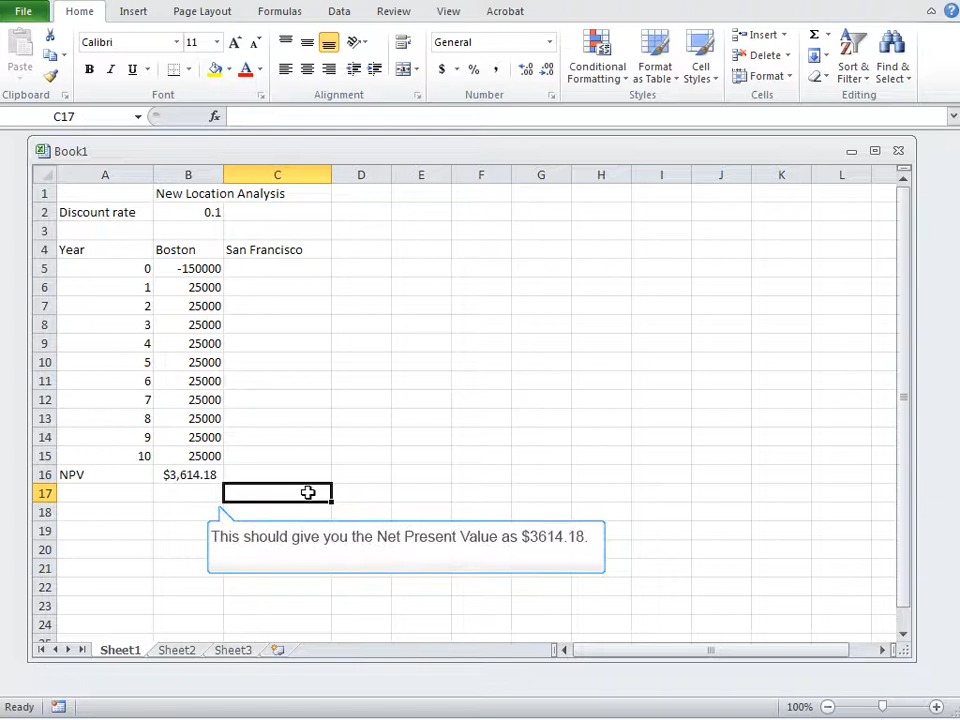 File Home Insert Page Layout Formulas Data Review View Acrobat
Calibri 11 General Insert Σ
Paste B I U $ % , Conditional Formatting Format as Table Cell Styles Delete Format Sort & Filter Find & Select
Clipboard Font Alignment Number Styles Cells Editing
C17 fx
Book1
A B C D E F G H I J K L
1 New Location Analysis
2 Discount rate 0.1
3
4 Year Boston San Francisco
5 0 -150000
6 1 25000
7 2 25000
8 3 25000
9 4 25000
10 5 25000
11 6 25000
12 7 25000
13 8 25000
14 9 25000
15 10 25000
16 NPV $3,614.18
17
18
19 This should give you the Net Present Value as $3614.18.
20
21
22
23
24
Sheet1 Sheet2 Sheet3
Ready 100%